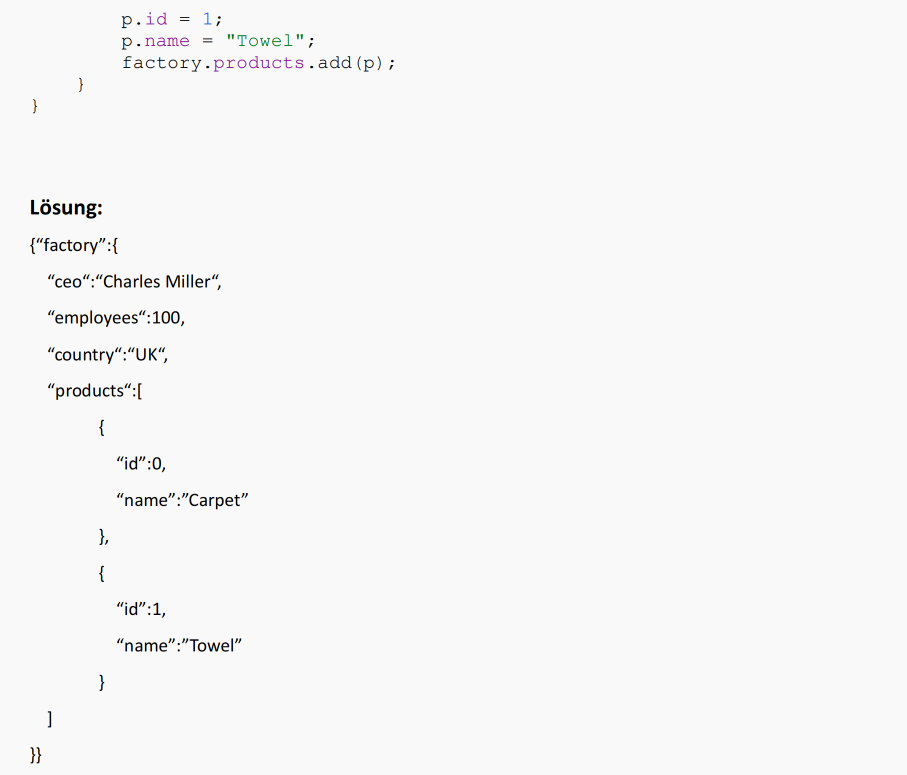 p.id = 1;
p.name = "Towel";
factory.products.add(p);
}
}
Lösung:
{“factory”:{
“ceo“:“Charles Miller“,
“employees“:100,
“country“:“UK“,
“products“:[
{
“id”:0,
“name”:”Carpet”
},
{
“id”:1,
“name”:”Towel”
}
]
}}